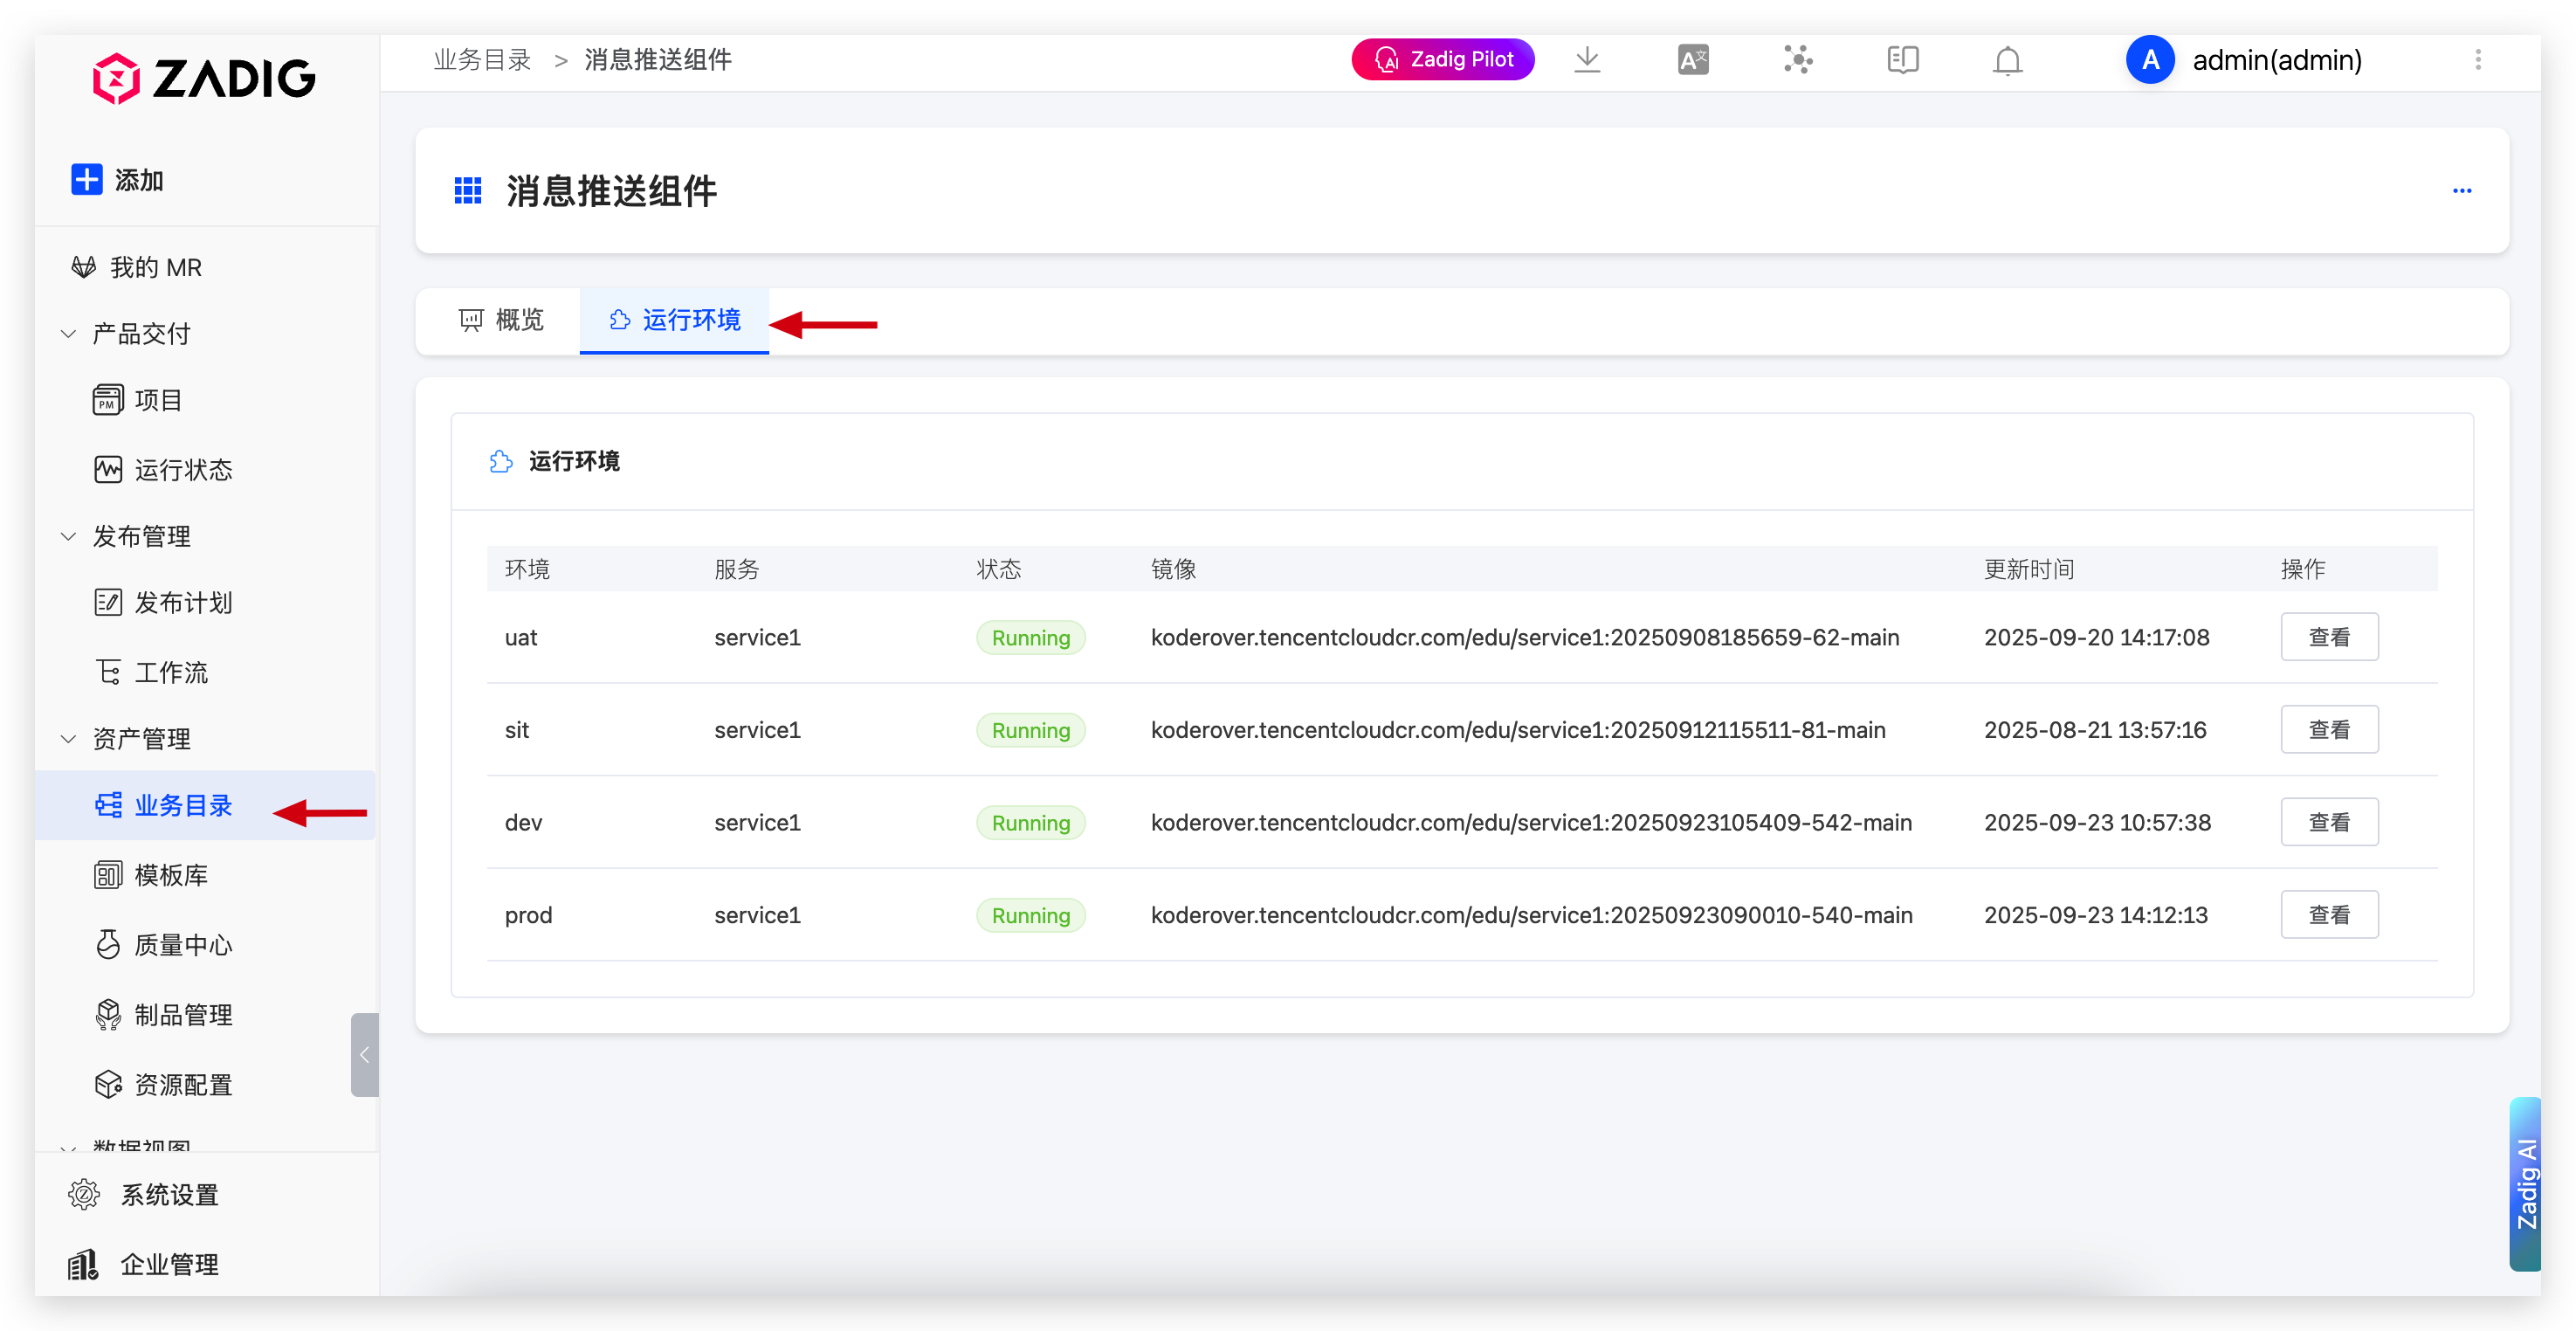 ZADIG
业务目录 > 消息推送组件
Zadig Pilot
A
admin(admin)
添加
我的 MR
产品交付
项目
运行状态
发布管理
发布计划
工作流
资产管理
业务目录
模板库
质量中心
制品管理
资源配置
数据视图
系统设置
企业管理
消息推送组件
概览 运行环境
运行环境
环境 服务 状态 镜像 更新时间 操作
uat service1 Running koderover.tencentcloudcr.com/edu/service1:20250908185659-62-main 2025-09-20 14:17:08 查看
sit service1 Running koderover.tencentcloudcr.com/edu/service1:20250912115511-81-main 2025-08-21 13:57:16 查看
dev service1 Running koderover.tencentcloudcr.com/edu/service1:20250923105409-542-main 2025-09-23 10:57:38 查看
prod service1 Running koderover.tencentcloudcr.com/edu/service1:20250923090010-540-main 2025-09-23 14:12:13 查看
Zadig AI